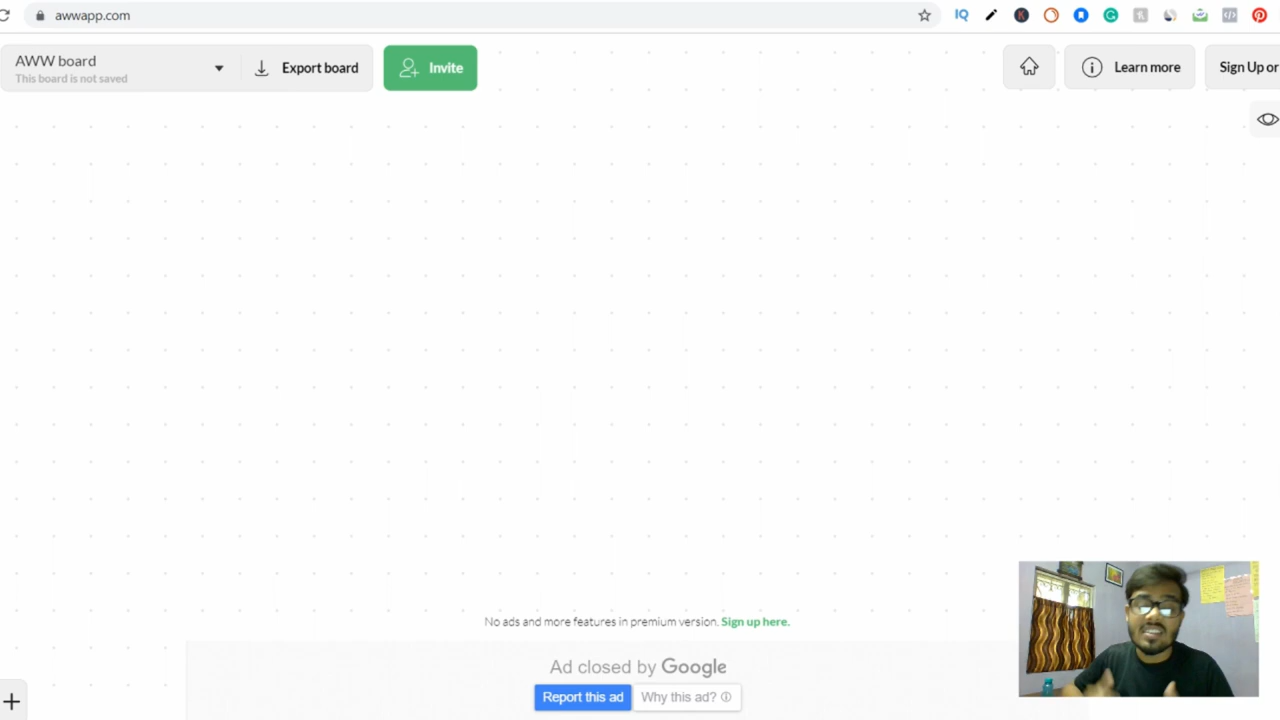 awwapp.com
AWW board
This board is not saved
Export board
Invite
Learn more
Sign Up or
No ads and more features in premium version. Sign up here.
Ad closed by Google
Report this ad
Why this ad?